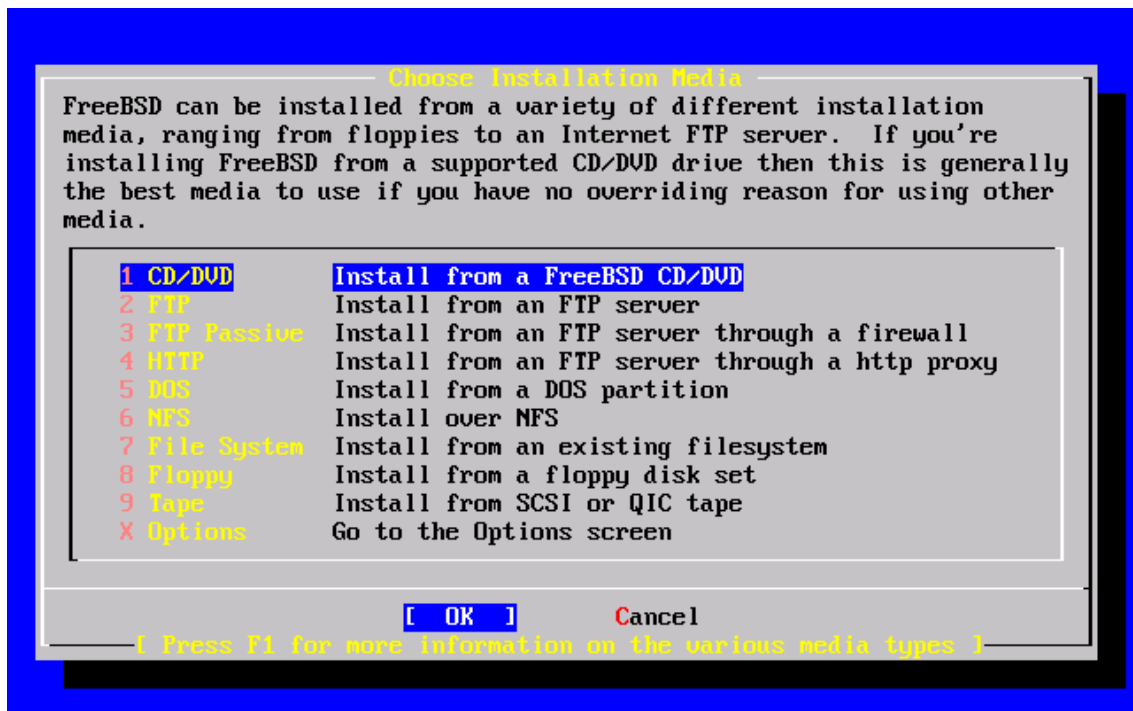 Choose Installation Media
FreeBSD can be installed from a variety of different installation
media, ranging from floppies to an Internet FTP server.  If you're
installing FreeBSD from a supported CD/DVD drive then this is generally
the best media to use if you have no overriding reason for using other
media.
1 CD/DVD Install from a FreeBSD CD/DVD
2 FTP Install from an FTP server
3 FTP Passive Install from an FTP server through a firewall
4 HTTP Install from an FTP server through a http proxy
5 DOS Install from a DOS partition
6 NFS Install over NFS
7 File System Install from an existing filesystem
8 Floppy Install from a floppy disk set
9 Tape Install from SCSI or QIC tape
X Options Go to the Options screen
[ OK ] Cancel
[ Press F1 for more information on the various media types ]